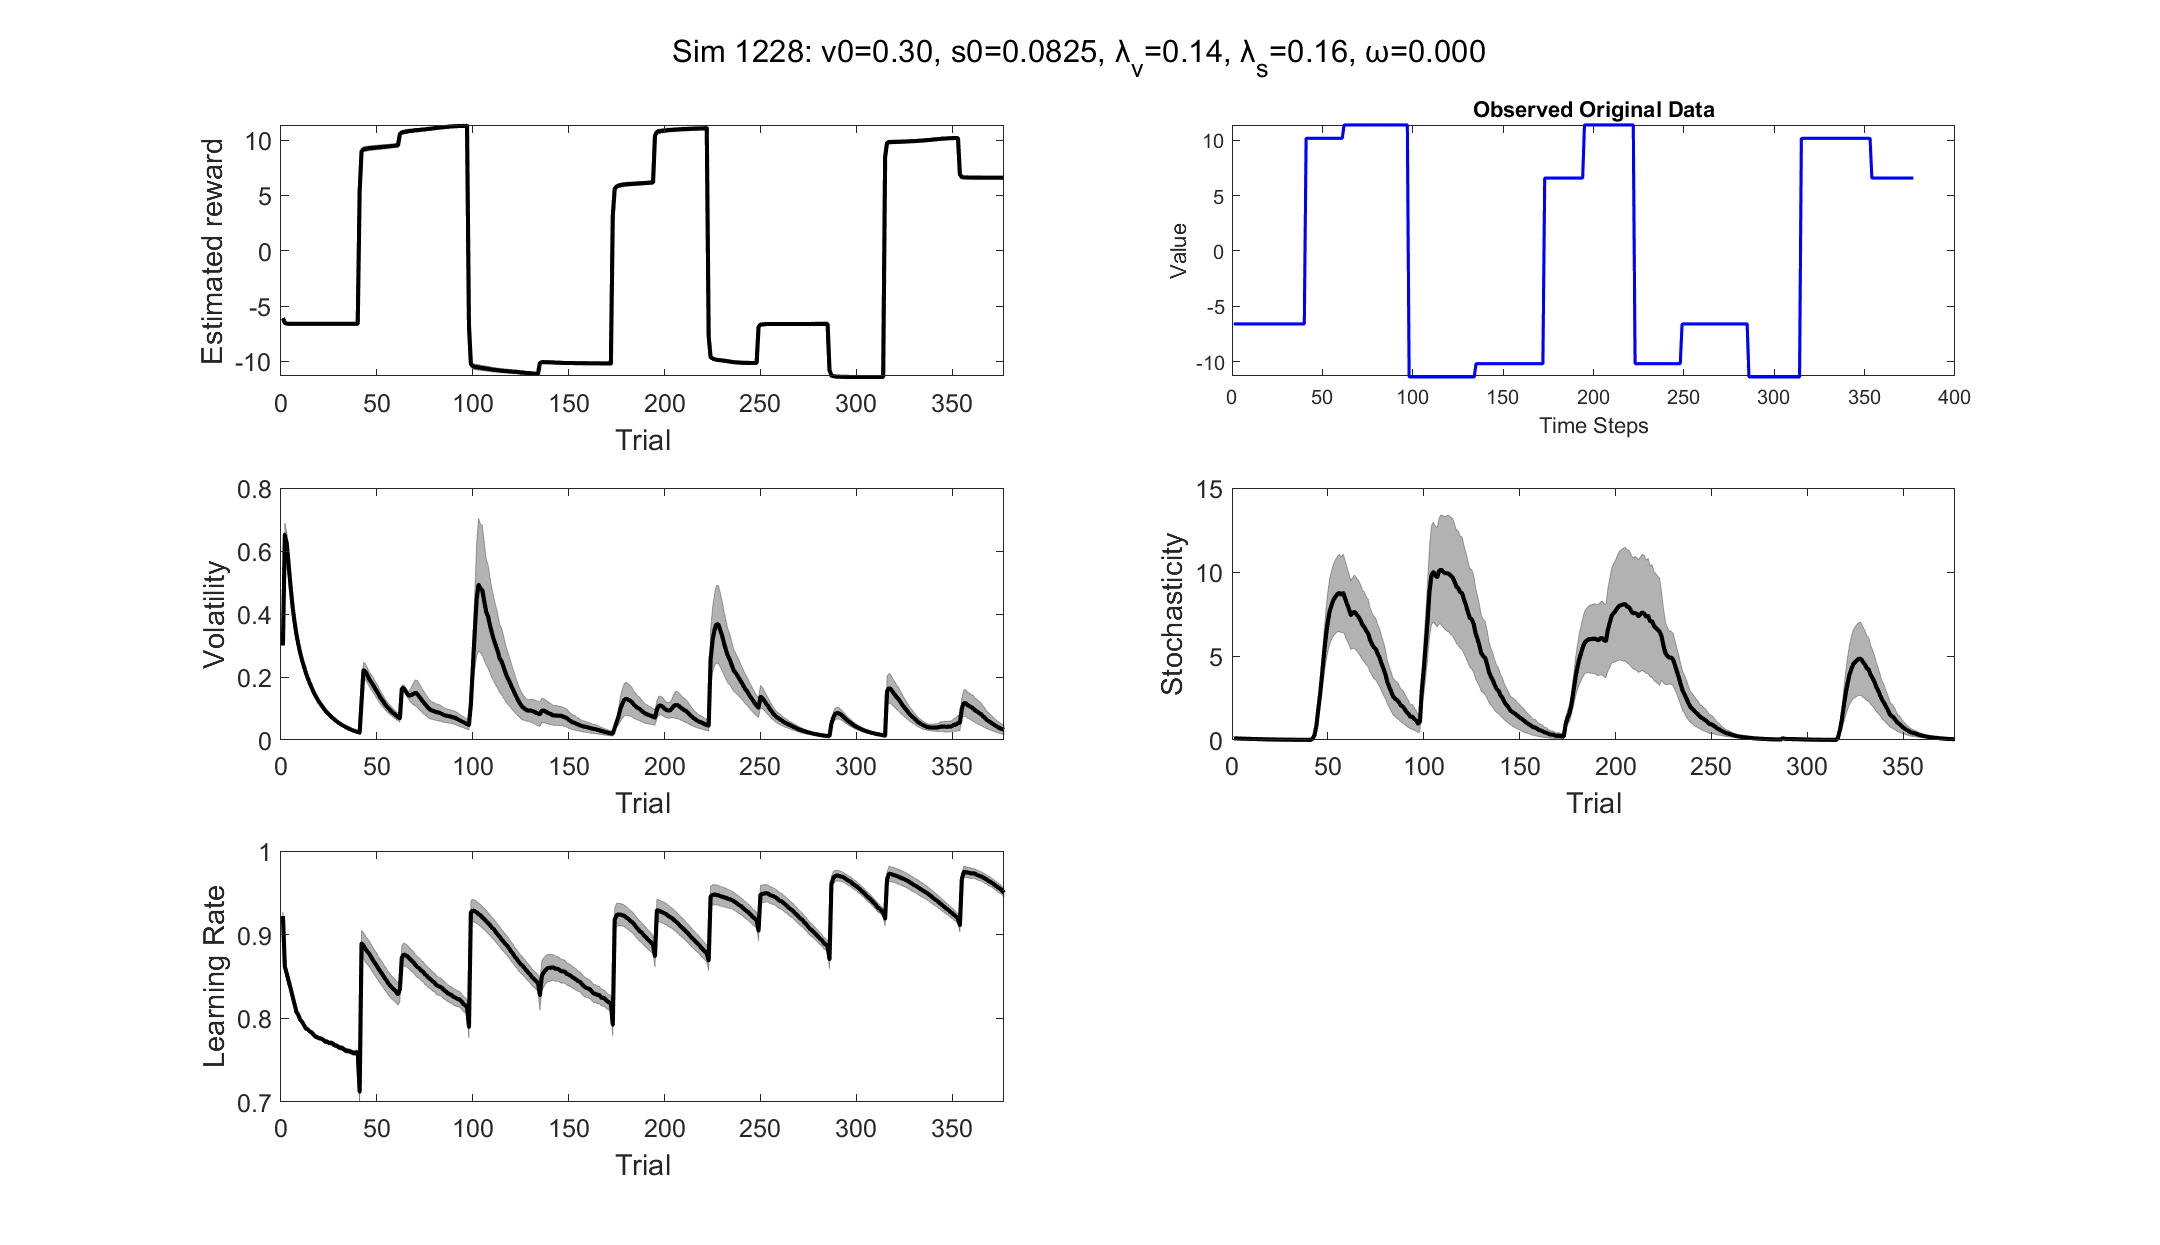 Sim 1228: v0=0.30, s0=0.0825, λ_v=0.14, λ_s=0.16, ω=0.000
Estimated reward
10
5
0
-5
-10
0 50 100 150 200 250 300 350
Trial
Observed Original Data
Value
10
5
0
-5
-10
0 50 100 150 200 250 300 350 400
Time Steps
Volatility
0.8
0.6
0.4
0.2
0
0 50 100 150 200 250 300 350
Trial
Stochasticity
15
10
5
0
0 50 100 150 200 250 300 350
Trial
Learning Rate
1
0.9
0.8
0.7
0 50 100 150 200 250 300 350
Trial